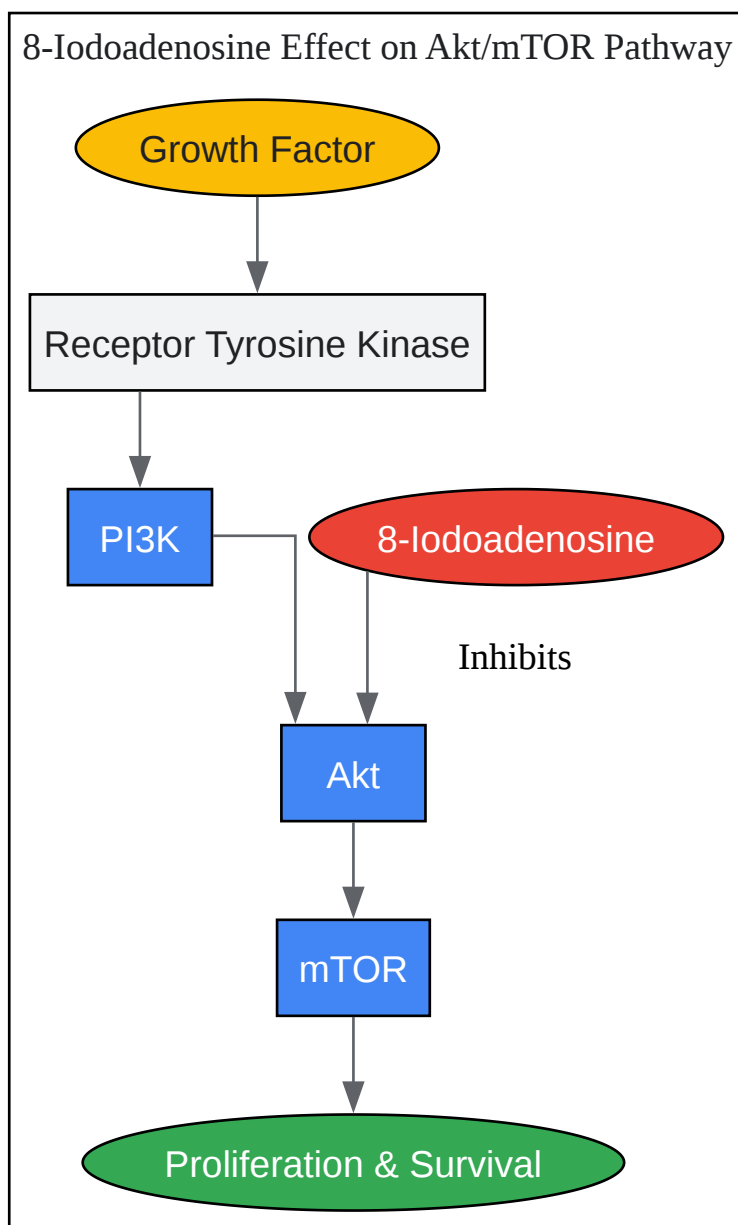 8-Iodoadenosine Effect on Akt/mTOR Pathway
Growth Factor
Receptor Tyrosine Kinase
PI3K
8-Iodoadenosine
Inhibits
Akt
mTOR
Proliferation & Survival